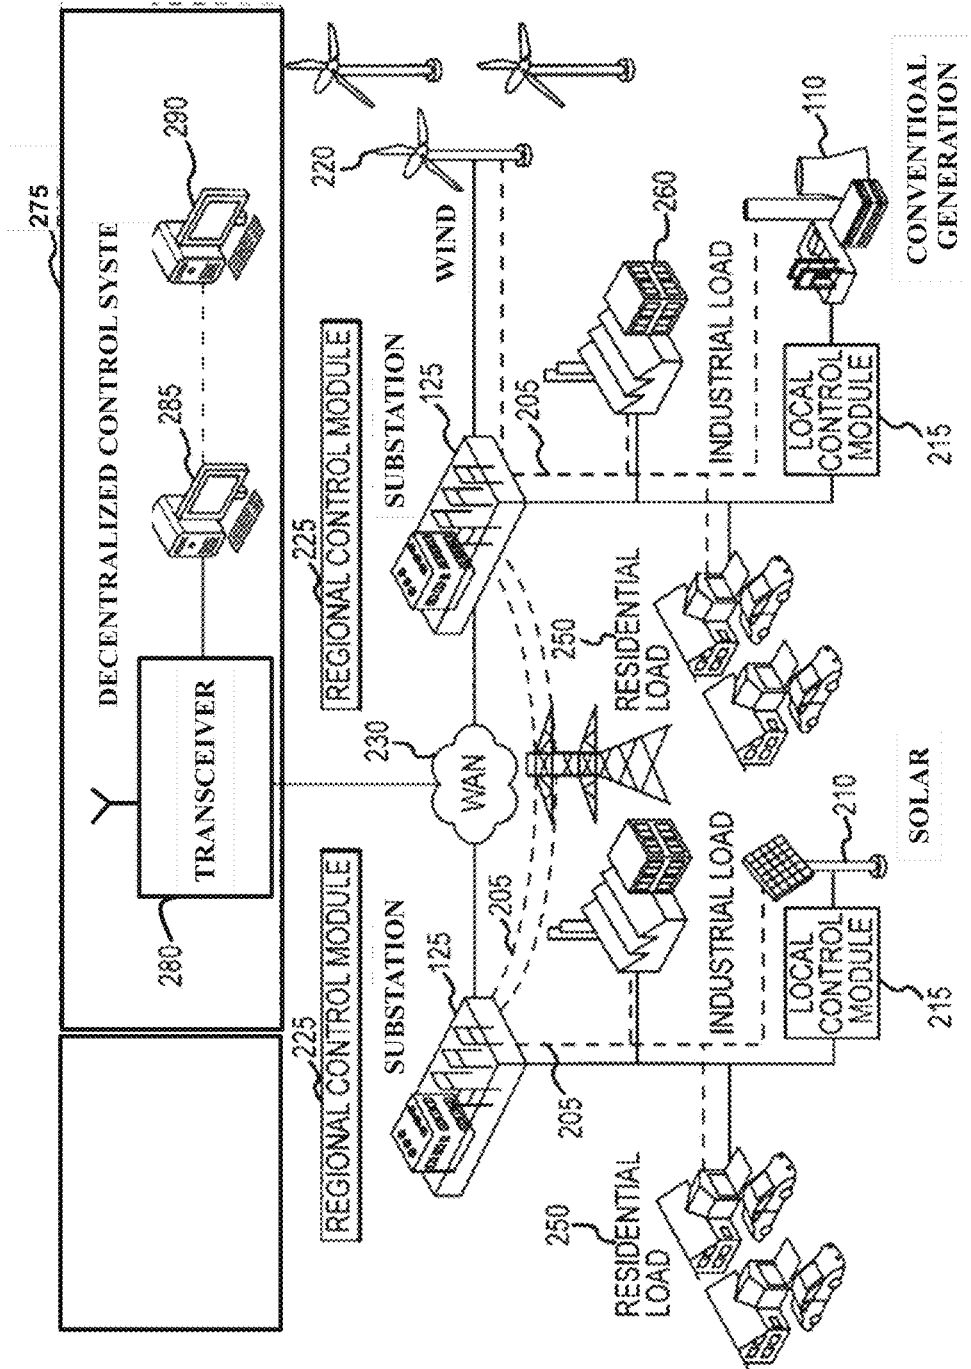 275
DECENTRALIZED CONTROL SYSTE
TRANSCEIVER
280
285
290
225
REGIONAL CONTROL MODULE
225
REGIONAL CONTROL MODULE
SUBSTATION
125
205
WAN
230
SUBSTATION
125
WIND
220
205
205
INDUSTRIAL LOAD
INDUSTRIAL LOAD
260
250
RESIDENTIAL
LOAD
250
RESIDENTIAL
LOAD
LOCAL
CONTROL
MODULE
215
210
SOLAR
LOCAL
CONTROL
MODULE
215
110
CONVENTIOAL
GENERATION